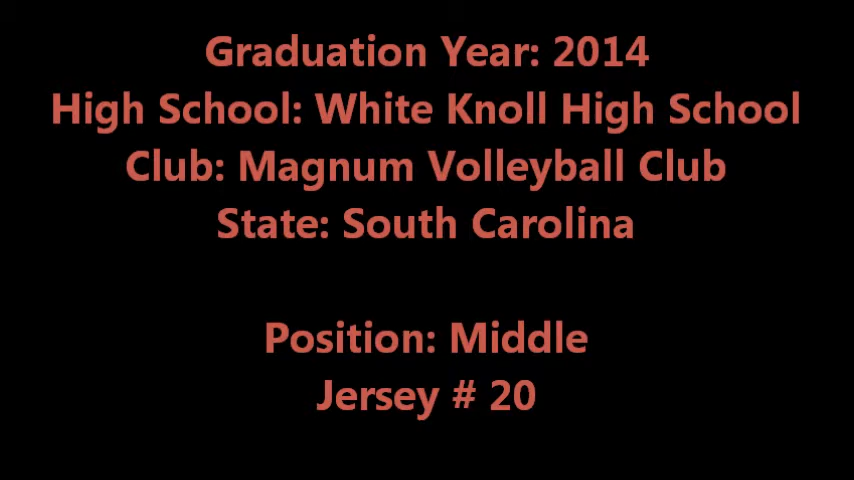 Graduation Year: 2014
High School: White Knoll High School
Club: Magnum Volleyball Club
State: South Carolina
Position: Middle
Jersey # 20